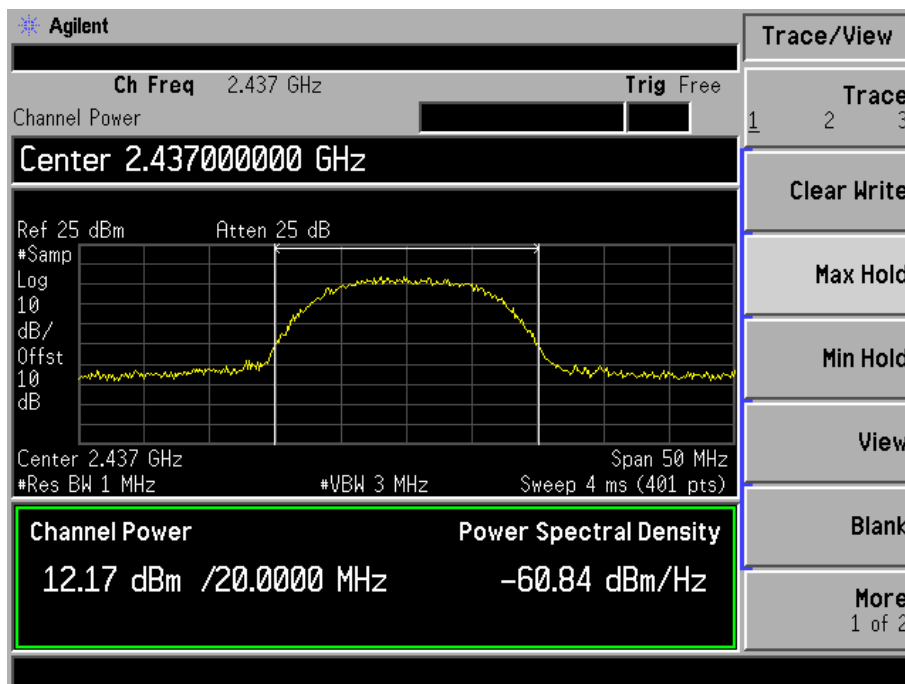 Agilent
Trace/View
Ch Freq 2.437 GHz Trig Free
Channel Power
Trace
1 2 3
Center 2.437000000 GHz
Clear Write
Ref 25 dBm Atten 25 dB
#Samp
Log
10
dB/
Offst
10
dB
Max Hold
Min Hold
Center 2.437 GHz Span 50 MHz
#Res BW 1 MHz #VBW 3 MHz Sweep 4 ms (401 pts)
View
Channel Power Power Spectral Density
12.17 dBm /20.0000 MHz -60.84 dBm/Hz
Blank
More
1 of 2